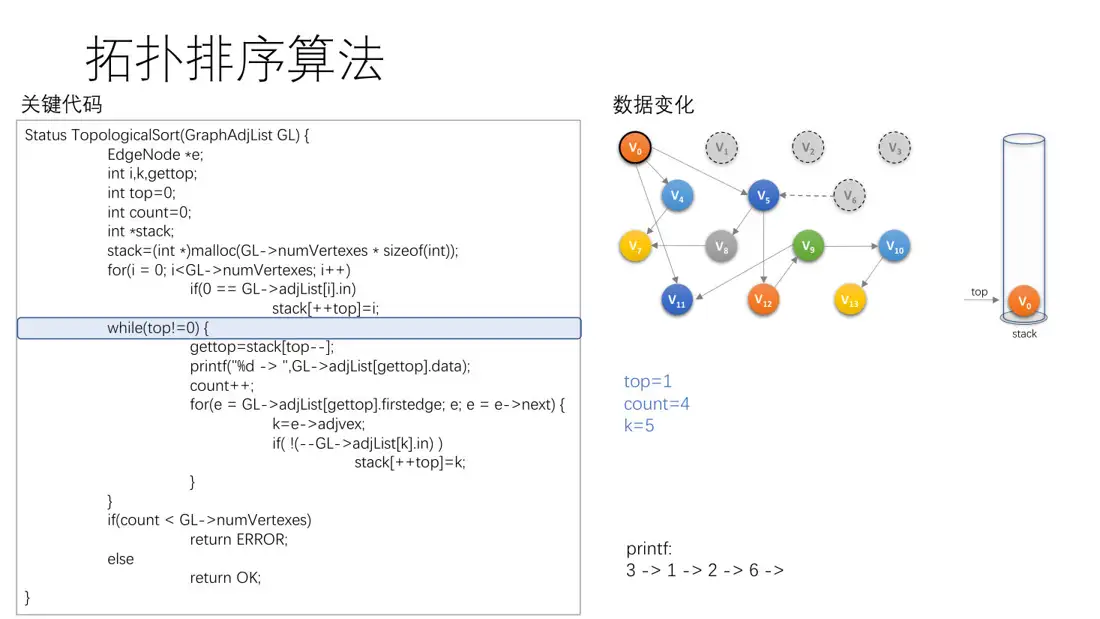 拓扑排序算法
关键代码
Status TopologicalSort(GraphAdjList GL) {
EdgeNode *e;
int i,k,gettop;
int top=0;
int count=0;
int *stack;
stack=(int *)malloc(GL->numVertexes * sizeof(int));
for(i = 0; i<GL->numVertexes; i++)
if(0 == GL->adjList[i].in)
stack[++top]=i;
while(top!=0) {
gettop=stack[top--];
printf("%d -> ",GL->adjList[gettop].data);
count++;
for(e = GL->adjList[gettop].firstedge; e; e = e->next) {
k=e->adjvex;
if( !(--GL->adjList[k].in) )
stack[++top]=k;
}
}
if(count < GL->numVertexes)
return ERROR;
else
return OK;
}
数据变化
V0 V1 V2 V3
V4 V5 V6
V7 V8 V9 V10
V11 V12 V13
top V0
stack
top=1
count=4
k=5
printf:
3 -> 1 -> 2 -> 6 ->